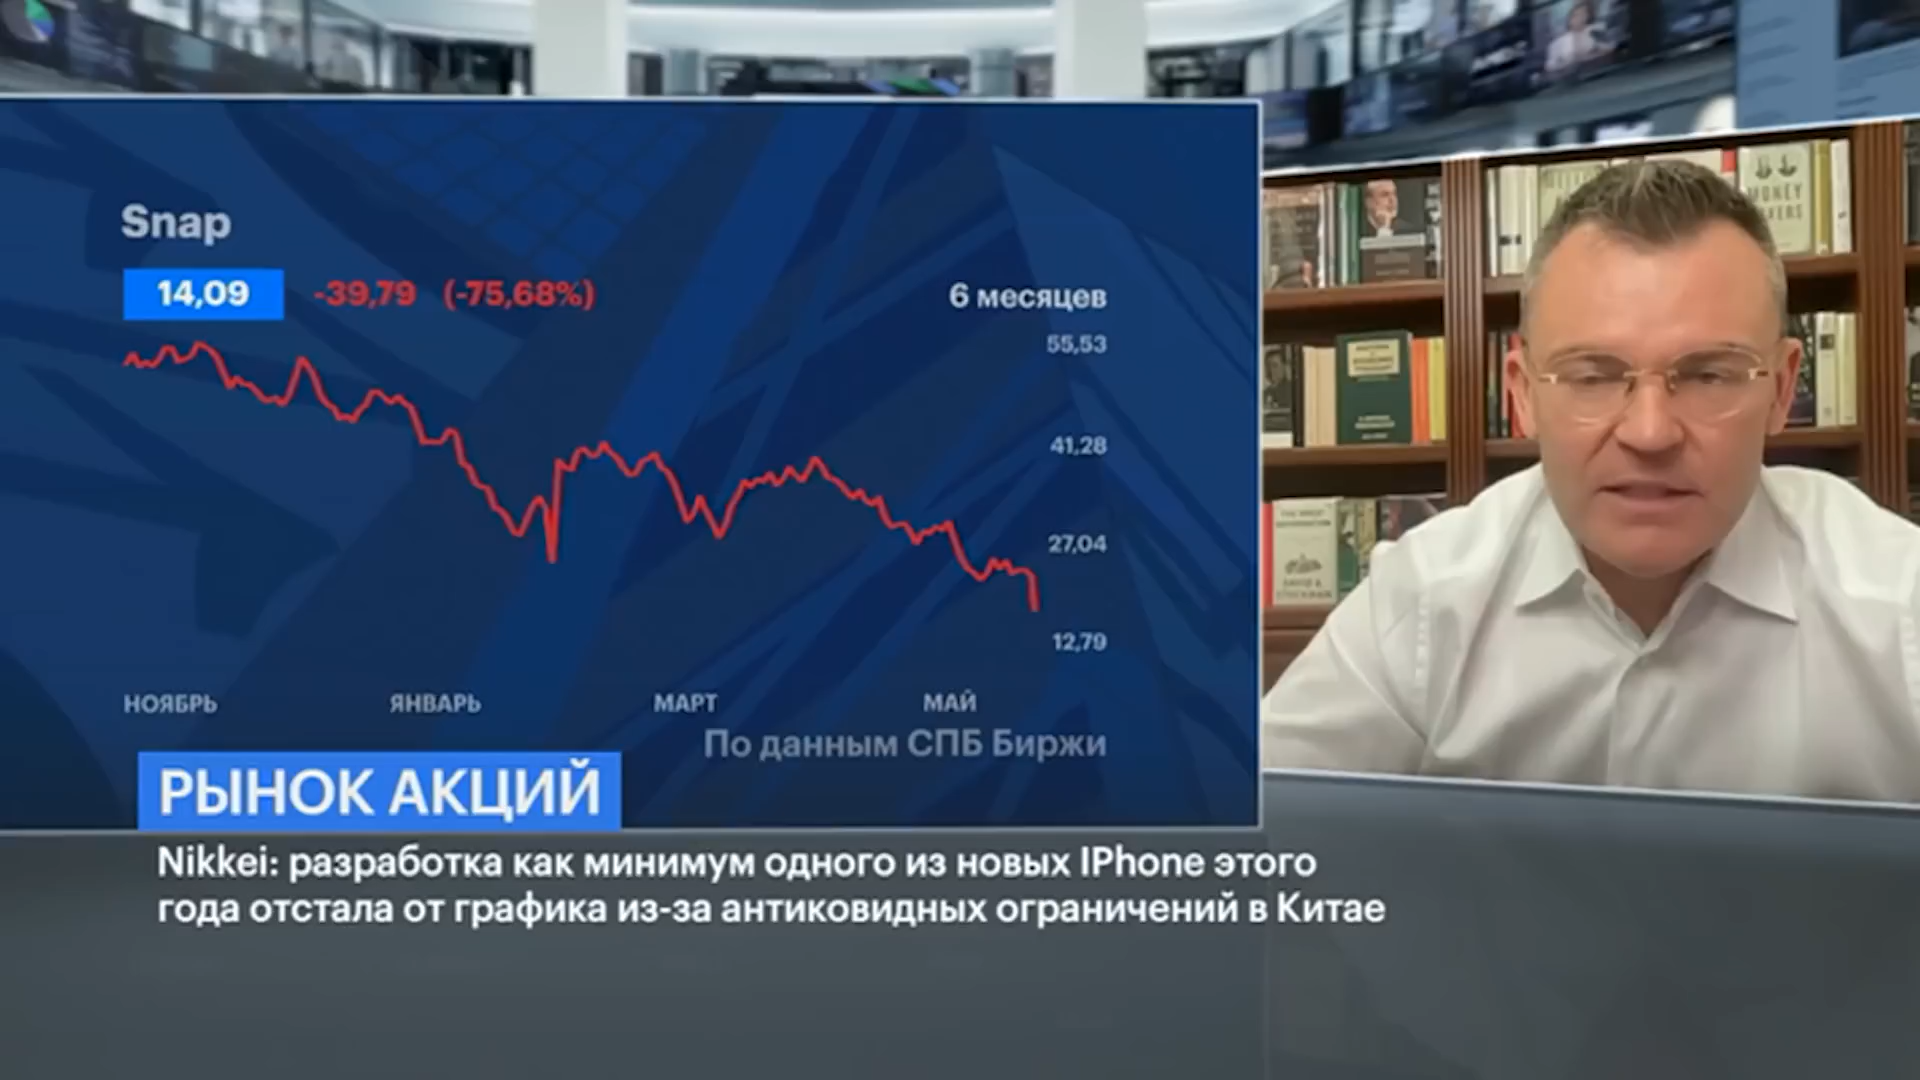 Snap
14,09 -39,79 (-75,68%)
6 месяцев
55,53
41,28
27,04
12,79
НОЯБРЬ ЯНВАРЬ МАРТ МАЙ
По данным СПБ Биржи
РЫНОК АКЦИЙ
Nikkei: разработка как минимум одного из новых IPhone этого
года отстала от графика из-за антиковидных ограничений в Китае
MONEY